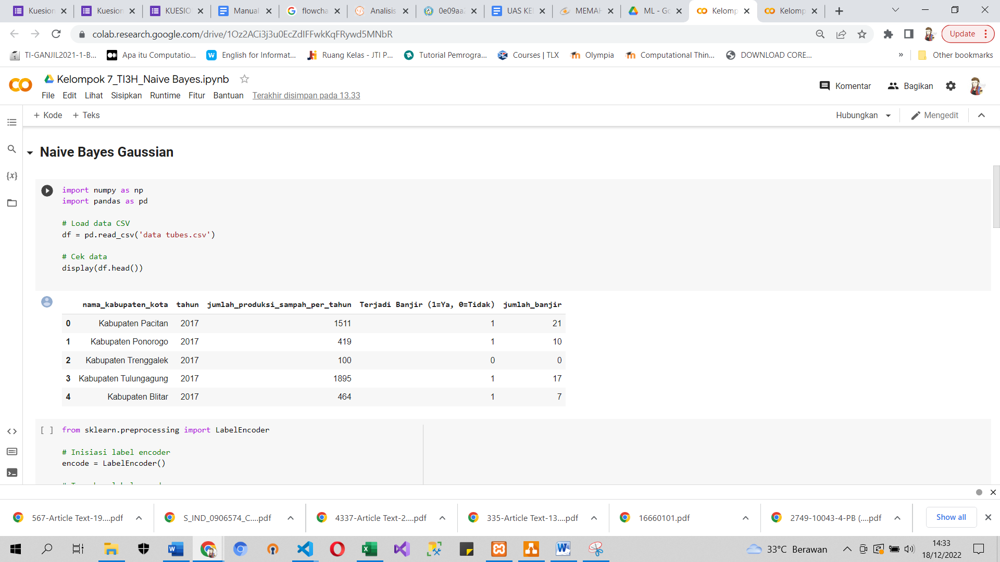 Kuesion Kuesion KUESIO Manual flowcha Analisis 0e09aa2 UAS KEI MEMAH ML - Go Kelomp Kelomp
colab.research.google.com/drive/1Oz2ACi3j3u0EcZdIFFwkKqFRywd5MNbR Update
TI-GANJIL2021-1-B... Apa itu Computatio... English for Informat... Ruang Kelas - JTI P... Tutorial Pemrogra... Courses | TLX Olympia Computational Thin... DOWNLOAD CORE... » Other bookmarks
Kelompok 7_TI3H_Naive Bayes.ipynb
Komentar Bagikan
File Edit Lihat Sisipkan Runtime Fitur Bantuan Terakhir disimpan pada 13.33
+ Kode + Teks Hubungkan Mengedit
Naive Bayes Gaussian
{x}
import numpy as np
import pandas as pd
# Load data CSV
df = pd.read_csv('data tubes.csv')
# Cek data
display(df.head())
nama_kabupaten_kota tahun jumlah_produksi_sampah_per_tahun Terjadi Banjir (1=Ya, 0=Tidak) jumlah_banjir
0 Kabupaten Pacitan 2017 1511 1 21
1 Kabupaten Ponorogo 2017 419 1 10
2 Kabupaten Trenggalek 2017 100 0 0
3 Kabupaten Tulungagung 2017 1895 1 17
4 Kabupaten Blitar 2017 464 1 7
[ ] from sklearn.preprocessing import LabelEncoder
# Inisiasi label encoder
encode = LabelEncoder()
567-Article Text-19....pdf S_IND_0906574_C....pdf 4337-Article Text-2....pdf 335-Article Text-13....pdf 16660101.pdf 2749-10043-4-PB (....pdf Show all
33°C Berawan
14:33
18/12/2022